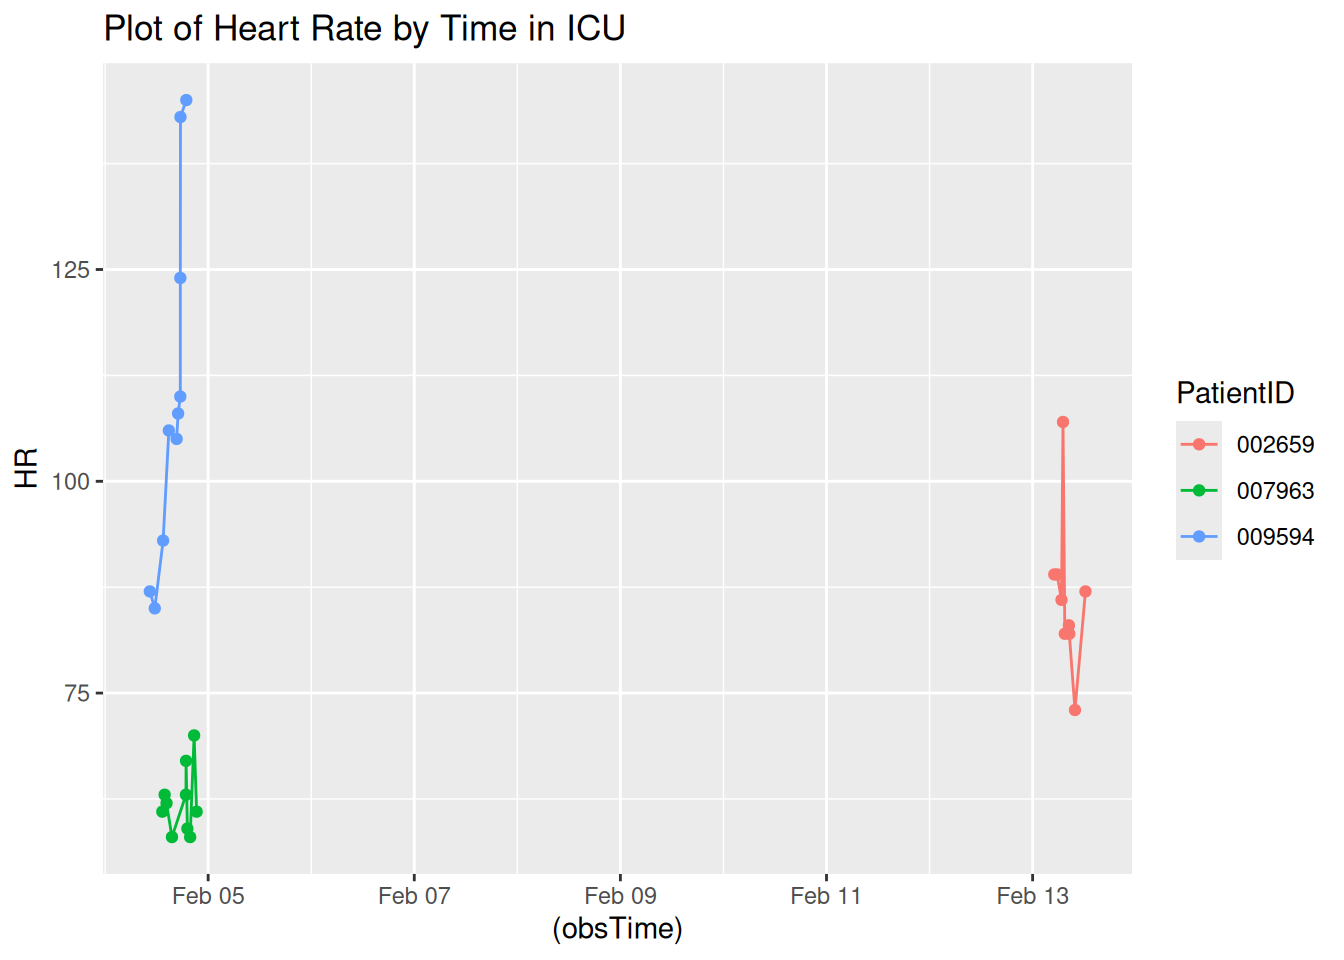 Plot of Heart Rate by Time in ICU
125
100
75
HR
Feb 05
Feb 07
Feb 09
Feb 11
Feb 13
(obsTime)
PatientID
002659
007963
009594